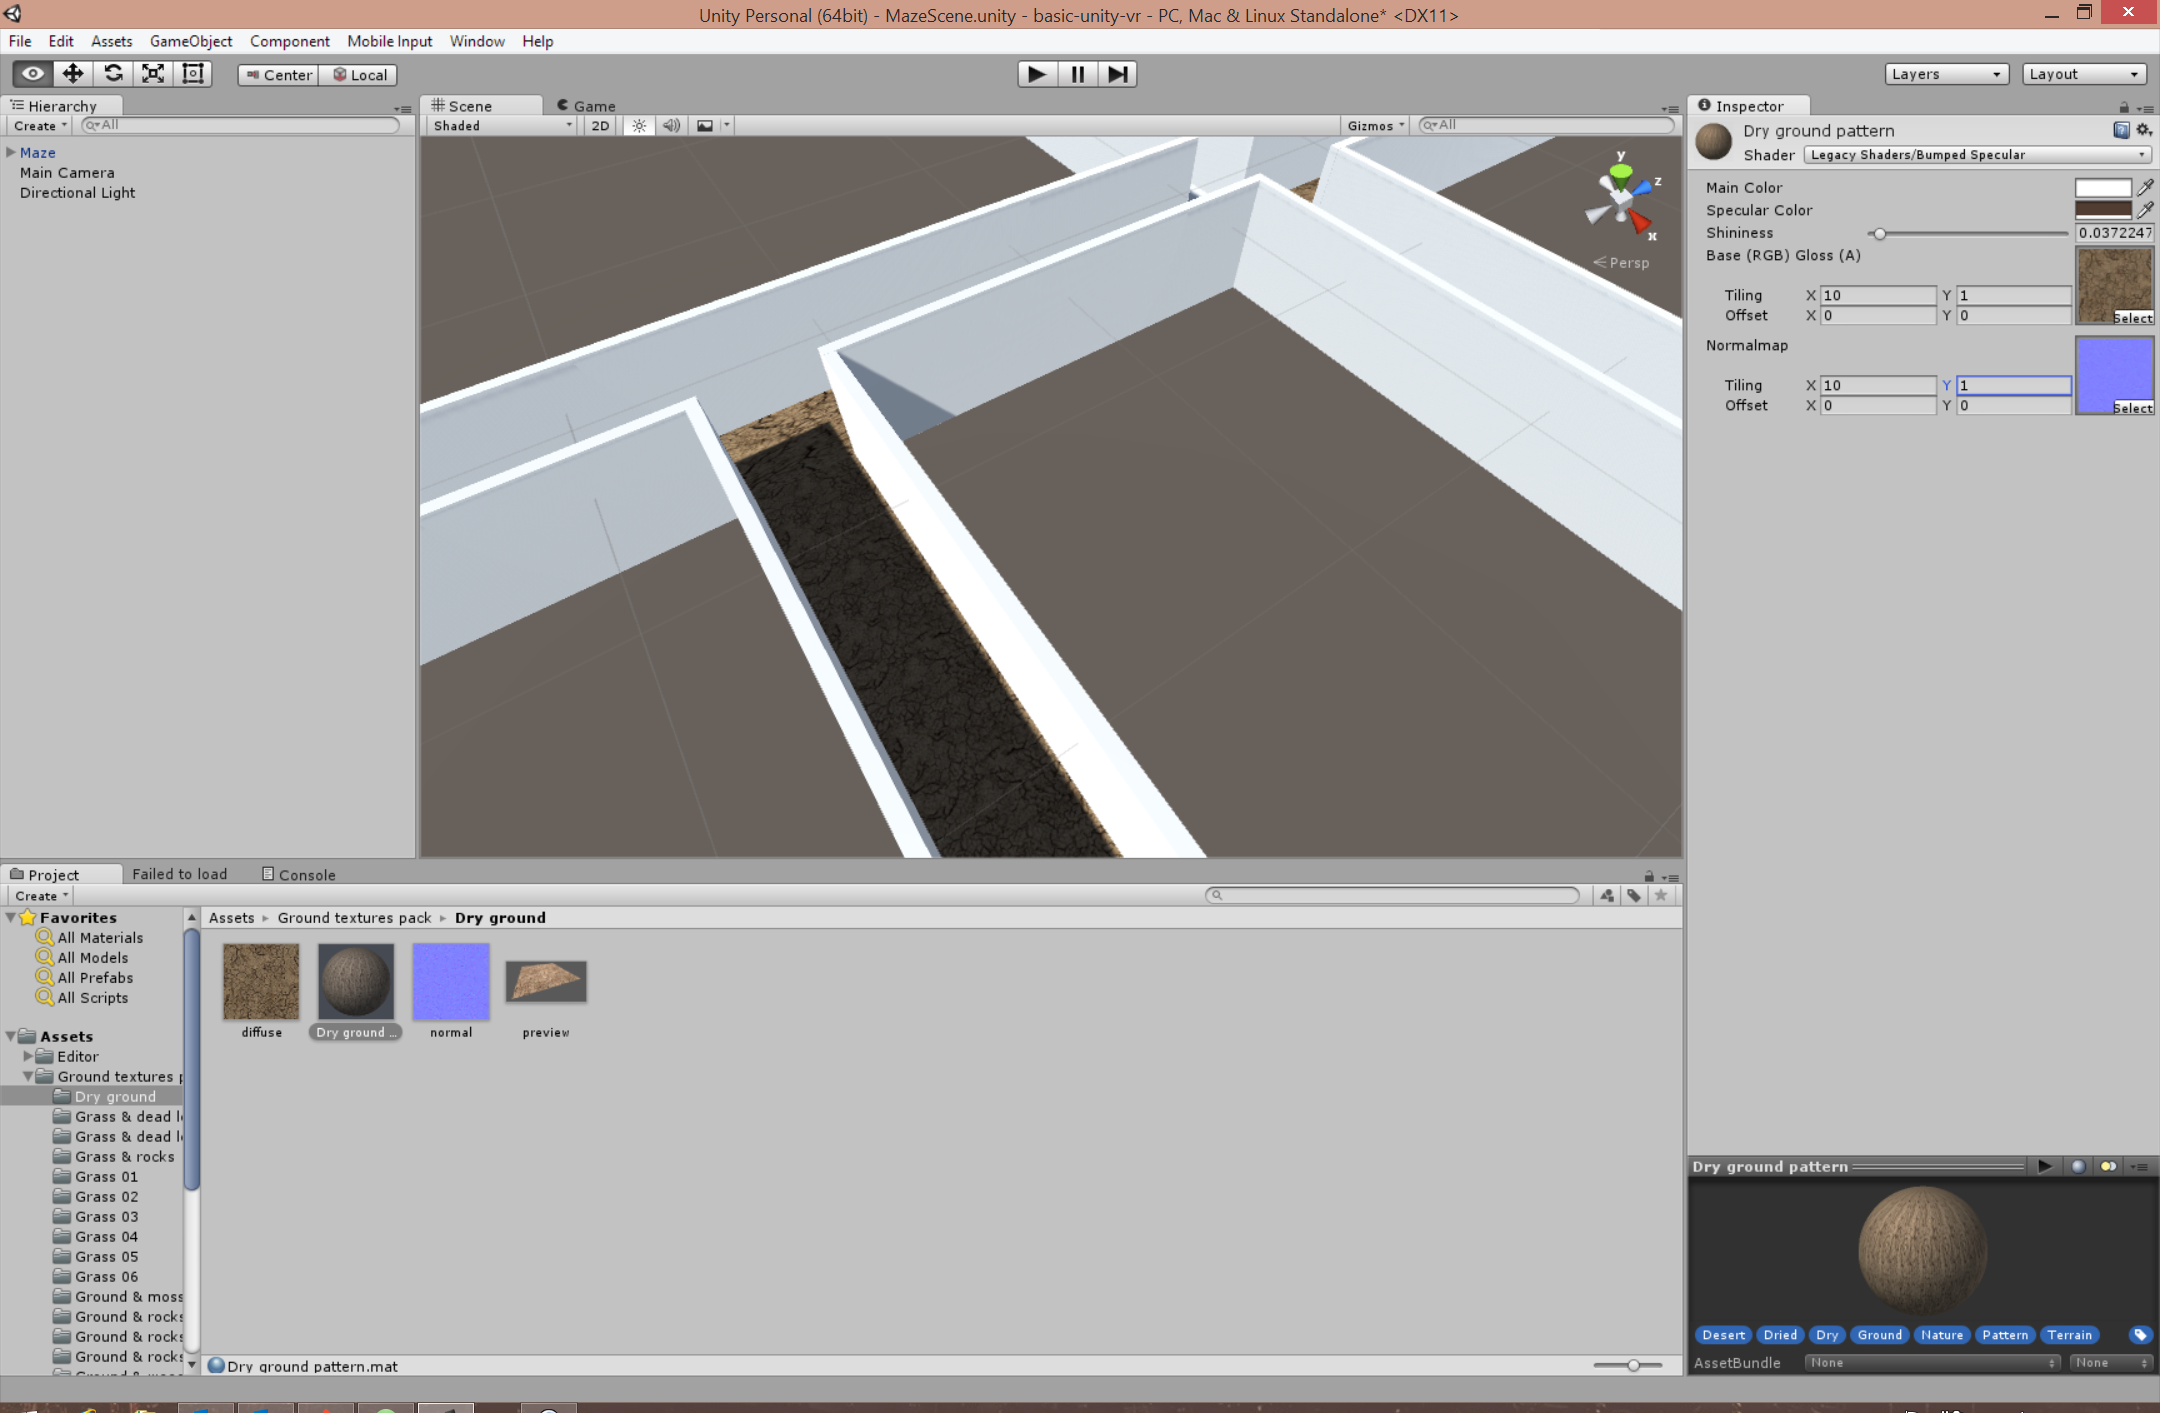 Unity Personal (64bit) - MazeScene.unity - basic-unity-vr - PC, Mac & Linux Standalone* <DX11>
File Edit Assets GameObject Component Mobile Input Window Help
Center Local Layers Layout
Hierarchy
Create All
Maze
Main Camera
Directional Light
Scene Game
Shaded 2D Gizmos All
y
z
x
Persp
Inspector
Dry ground pattern
Shader Legacy Shaders/Bumped Specular
Main Color
Specular Color
Shininess 0.0372247
Base (RGB) Gloss (A)
Tiling X 10 Y 1
Offset X 0 Y 0
Select
Normalmap
Tiling X 10 Y 1
Offset X 0 Y 0
Select
Project Failed to load Console
Create
Favorites
All Materials
All Models
All Prefabs
All Scripts
Assets
Editor
Ground textures p
Dry ground
Grass & dead l
Grass & dead l
Grass & rocks
Grass 01
Grass 02
Grass 03
Grass 04
Grass 05
Grass 06
Ground & moss
Ground & rocks
Ground & rocks
Ground & rocks
Assets Ground textures pack Dry ground
diffuse Dry ground ... normal preview
Dry ground pattern.mat
Dry ground pattern
Desert Dried Dry Ground Nature Pattern Terrain
AssetBundle None None